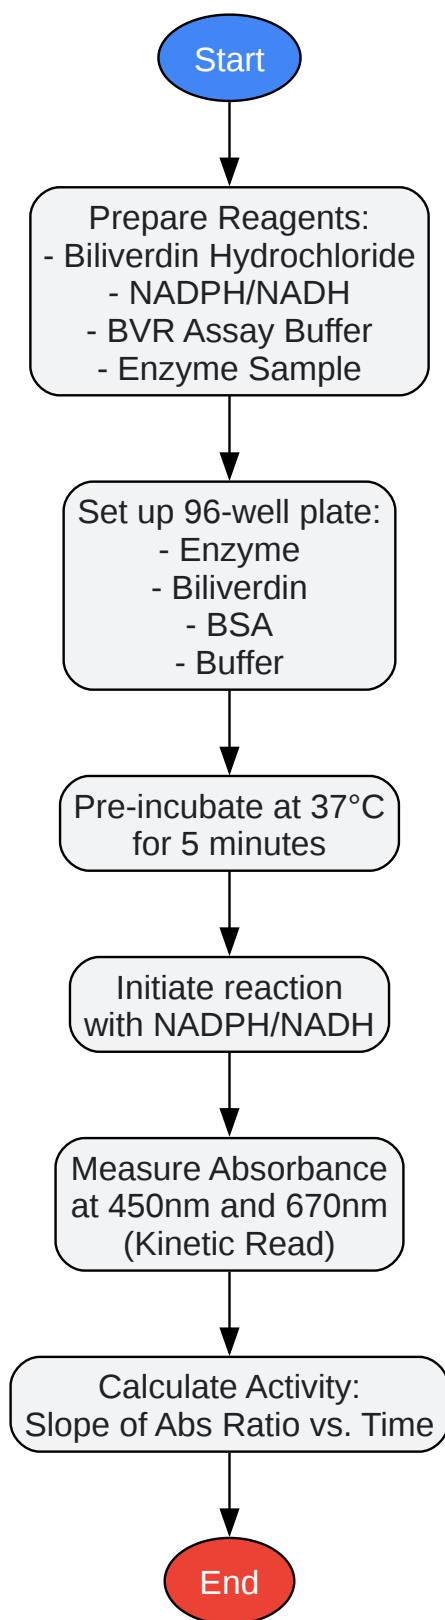 Start
Prepare Reagents:
- Biliverdin Hydrochloride
- NADPH/NADH
- BVR Assay Buffer
- Enzyme Sample
Set up 96-well plate:
- Enzyme
- Biliverdin
- BSA
- Buffer
Pre-incubate at 37°C
for 5 minutes
Initiate reaction
with NADPH/NADH
Measure Absorbance
at 450nm and 670nm
(Kinetic Read)
Calculate Activity:
Slope of Abs Ratio vs. Time
End